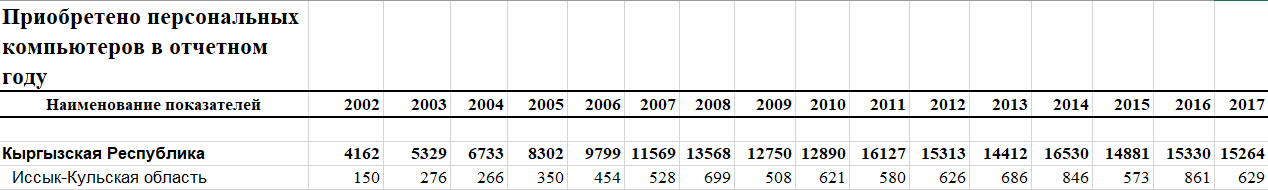 Приобретено персональных
компьютеров в отчетном
году
Наименование показателей 2002 2003 2004 2005 2006 2007 2008 2009 2010 2011 2012 2013 2014 2015 2016 2017
Кыргызская Республика 4162 5329 6733 8302 9799 11569 13568 12750 12890 16127 15313 14412 16530 14881 15330 15264
Иссык-Кульская область 150 276 266 350 454 528 699 508 621 580 626 686 846 573 861 629